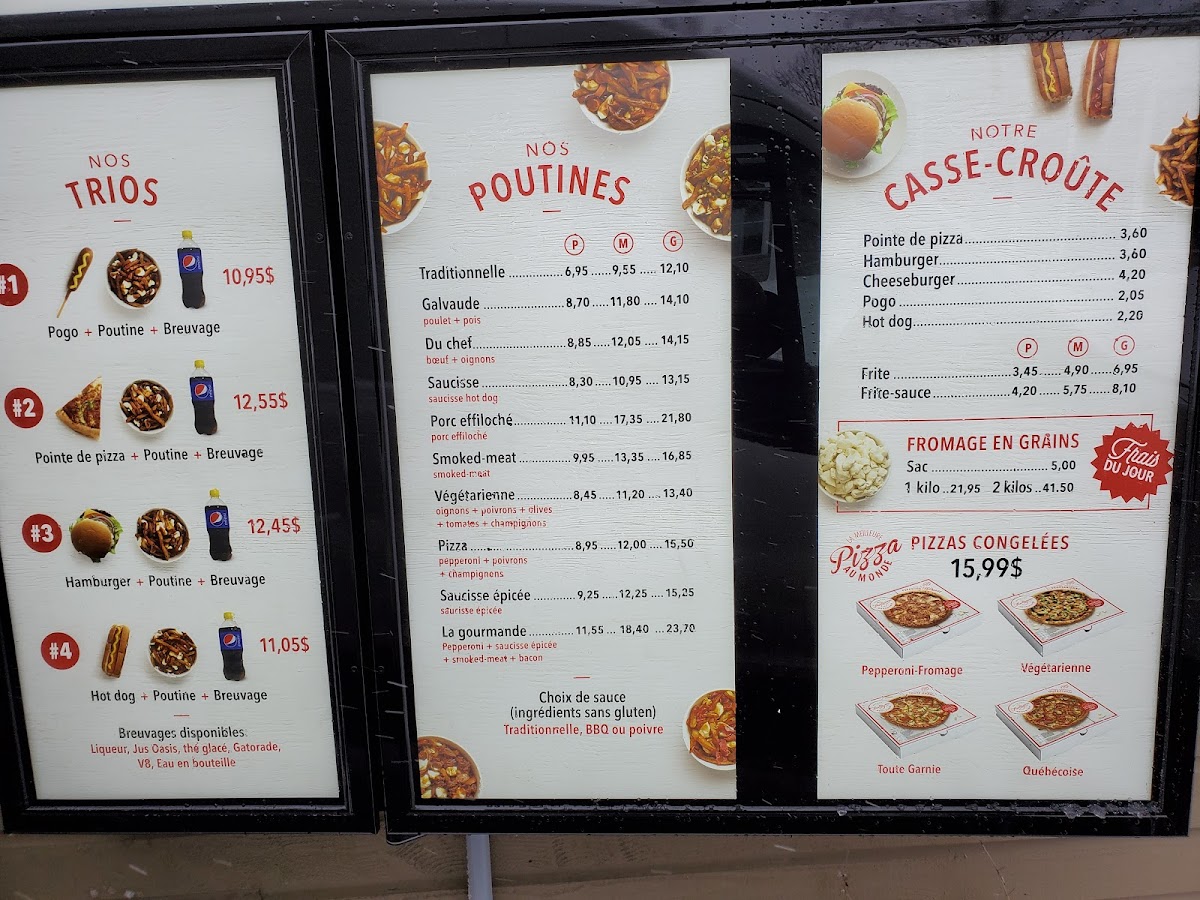 NOS
TRIOS
#1
10,95$
Pogo + Poutine + Breuvage
#2
12,55$
Pointe de pizza + Poutine + Breuvage
#3
12,45$
Hamburger + Poutine + Breuvage
#4
11,05$
Hot dog + Poutine + Breuvage
Breuvages disponibles:
Liqueur, Jus Oasis, thé glacé, Gatorade,
V8, Eau en bouteille
NOS
POUTINES
P M G
Traditionnelle ............ 6,95 ......9,55 .... 12,10
Galvaude ................... 8,70 .....11,80 .... 14,10
poulet + pois
Du chef...................... 8,85 .....12,05 .... 14,15
bœuf + oignons
Saucisse ................... 8,30 .....10,95 .... 13,15
saucisse hot dog
Porc effiloché............. 11,10 .... 17,35 .... 21,80
porc effiloché
Smoked-meat ............ 9,95 .....13,35 .... 16,85
smoked-meat
Végétarienne ............. 8,45 .....11,20 .... 13,40
oignons + poivrons + olives
+ tomates + champignons
Pizza ........................ 8,95 .....12,00 .... 15,50
pepperoni + poivrons
+ champignons
Saucisse épicée .......... 9,25 .....12,25 .... 15,25
saucisse épicée
La gourmande ............ 11,55 ... 18,40 ...23,70
Pepperoni + saucisse épicée
+ smoked-meat + bacon
Choix de sauce
(ingrédients sans gluten)
Traditionnelle, BBQ ou poivre
NOTRE
CASSE-CROÛTE
Pointe de pizza................................... 3,60
Hamburger........................................ 3,60
Cheeseburger..................................... 4,20
Pogo ................................................. 2,05
Hot dog............................................. 2,20
P M G
Frite ............................3,45......4,90.....6,95
Frite-sauce..................4,20 ..... 5,75 ..... 8,10
FROMAGE EN GRAINS
Sac ............................ 5,00
1 kilo ..21,95 2 kilos ..41.50
Frais
DU JOUR
LA MEILLEURE
Pizza
AU MONDE
PIZZAS CONGELÉES
15,99$
Pepperoni-Fromage
Végétarienne
Toute Garnie
Québécoise